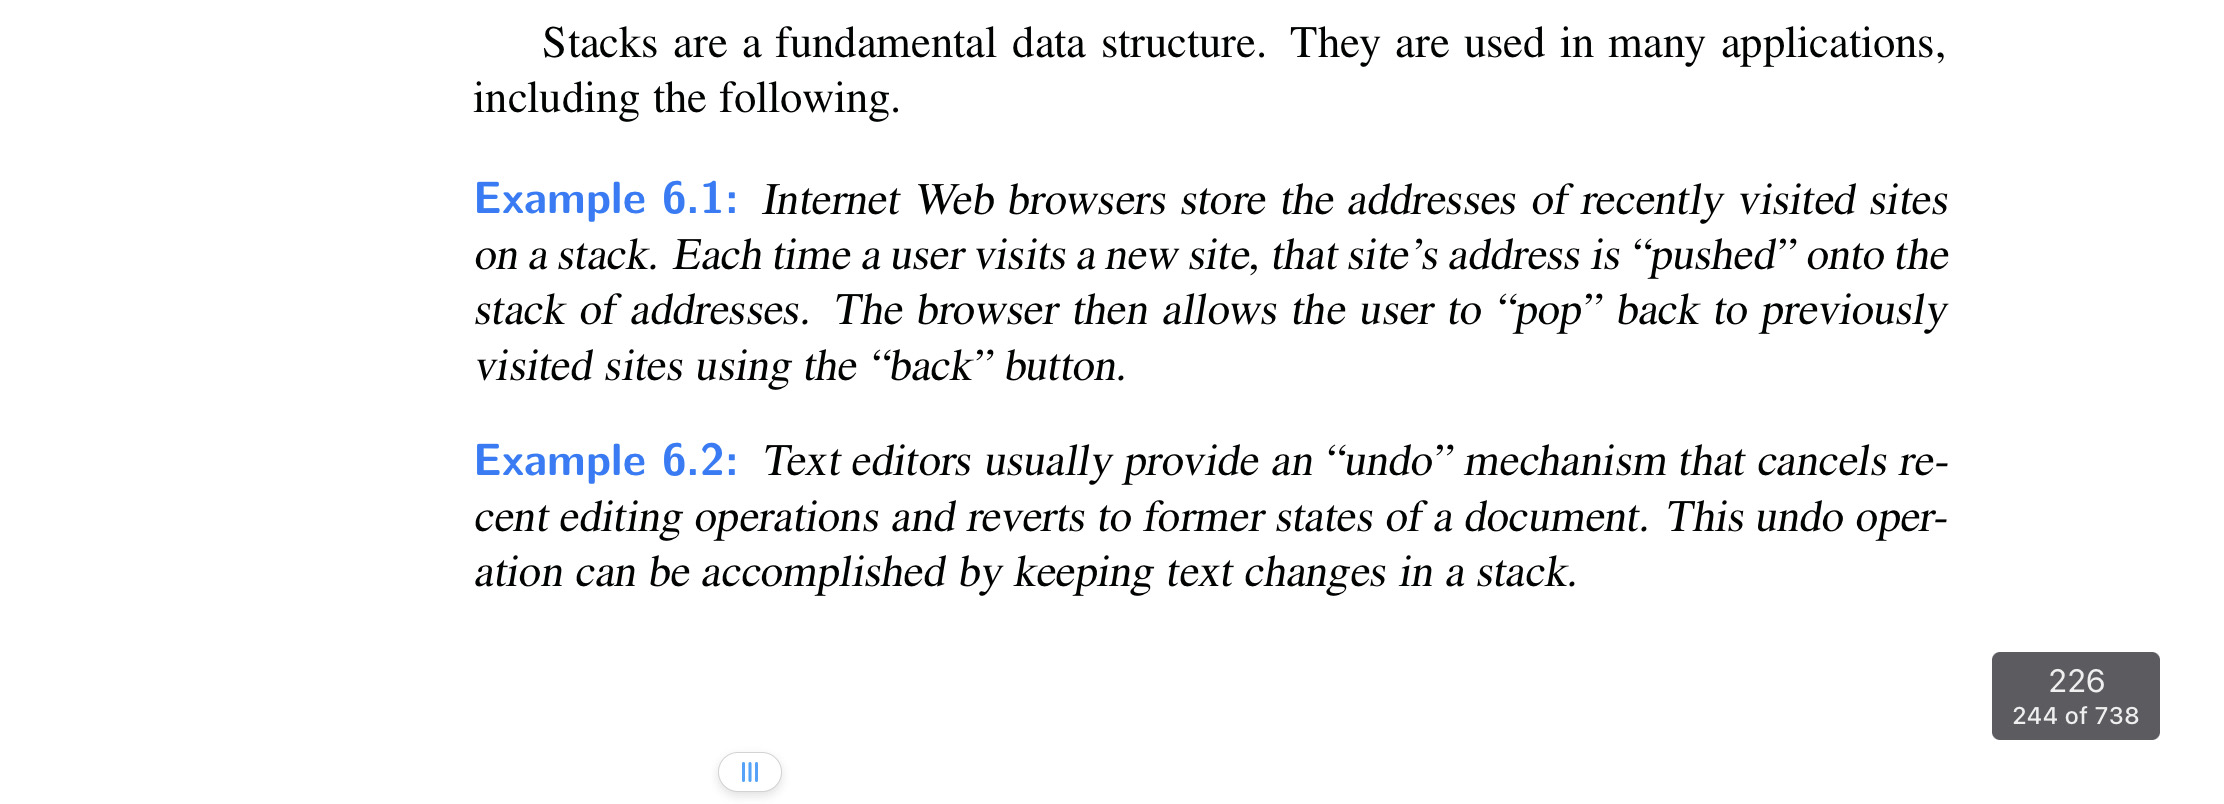 Stacks are a fundamental data structure. They are used in many applications,
including the following.
Example 6.1: Internet Web browsers store the addresses of recently visited sites
on a stack. Each time a user visits a new site, that site’s address is “pushed” onto the
stack of addresses. The browser then allows the user to “pop” back to previously
visited sites using the “back” button.
Example 6.2: Text editors usually provide an “undo” mechanism that cancels re-
cent editing operations and reverts to former states of a document. This undo oper-
ation can be accomplished by keeping text changes in a stack.
226
244 of 738